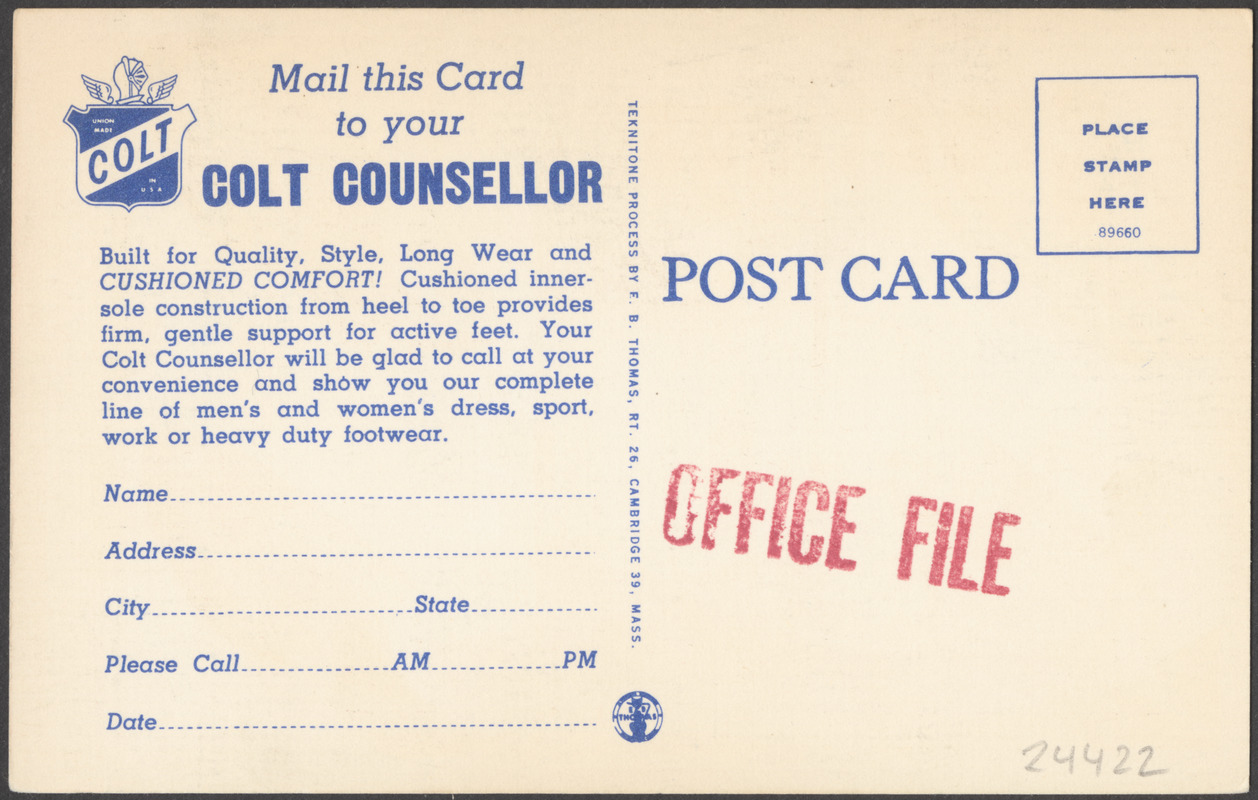 UNION
MADE
COLT
IN
USA
Mail this Card
to your
COLT COUNSELLOR
Built for Quality, Style, Long Wear and
CUSHIONED COMFORT! Cushioned inner-
sole construction from heel to toe provides
firm, gentle support for active feet. Your
Colt Counsellor will be glad to call at your
convenience and show you our complete
line of men's and women's dress, sport,
work or heavy duty footwear.
Name
Address
City State
Please Call AM PM
Date
TEKNITONE PROCESS BY E. B. THOMAS, RT. 26, CAMBRIDGE 39, MASS.
THOMAS
PLACE
STAMP
HERE
89660
POST CARD
OFFICE FILE
24422